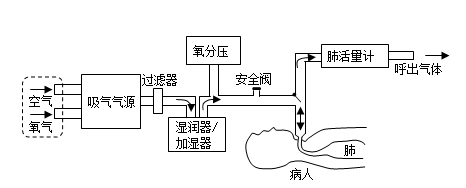 氧分压
肺活量计
呼出气体
过滤器
安全阀
空气
氧气
吸气气源
湿润器/
加湿器
肺
病人